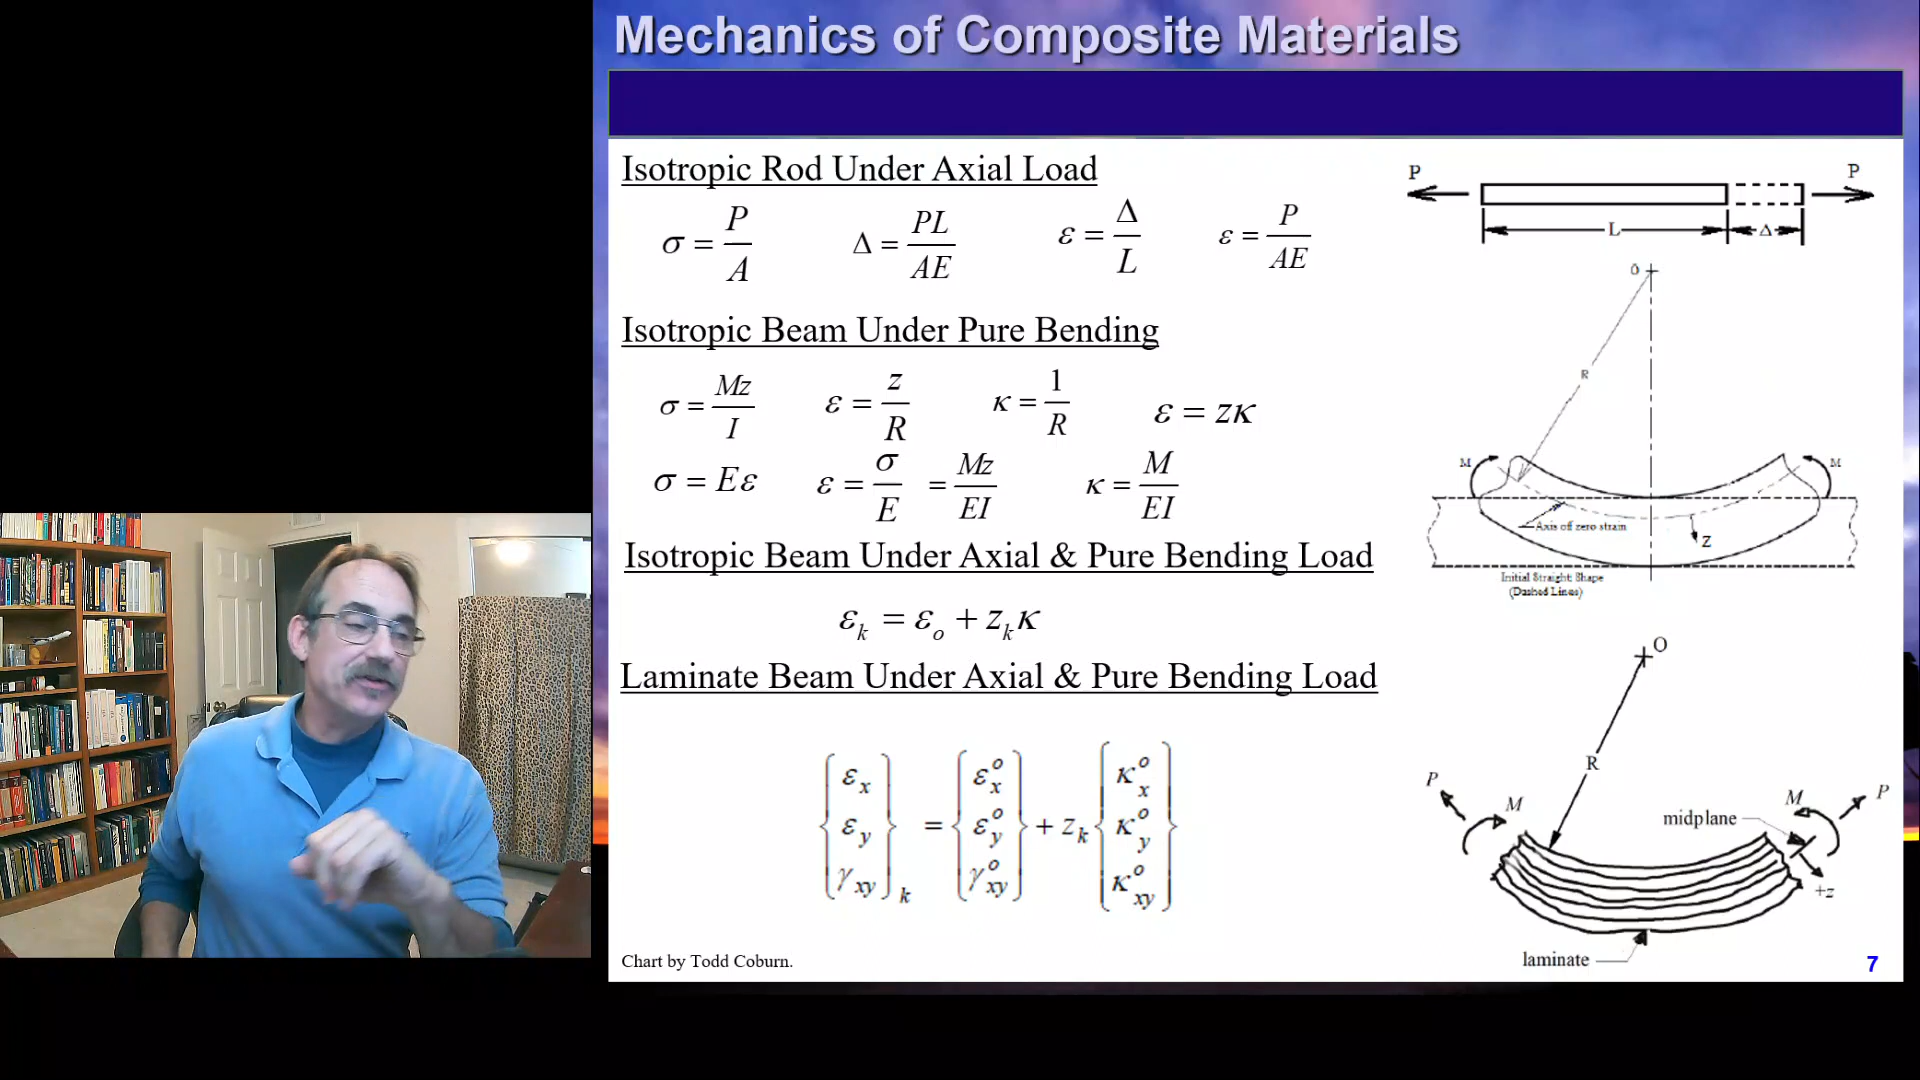 Mechanics of Composite Materials
Isotropic Rod Under Axial Load
σ = P/A Δ = PL/AE ε = Δ/L ε = P/AE
P P
L Δ
Isotropic Beam Under Pure Bending
σ = Mz/I ε = z/R κ = 1/R ε = zκ
σ = Eε ε = σ/E = Mz/EI κ = M/EI
0
R
M M
Axis off zero strain
z
Initial Straight Shape
(Dashed Lines)
Isotropic Beam Under Axial & Pure Bending Load
ε_k = ε_o + z_k κ
Laminate Beam Under Axial & Pure Bending Load
{ε_x ε_y γ_xy}_k = {ε_x^o ε_y^o γ_xy^o} + z_k {κ_x^o κ_y^o κ_xy^o}
O
R
P M M P
midplane
+z
laminate
Chart by Todd Coburn.
7